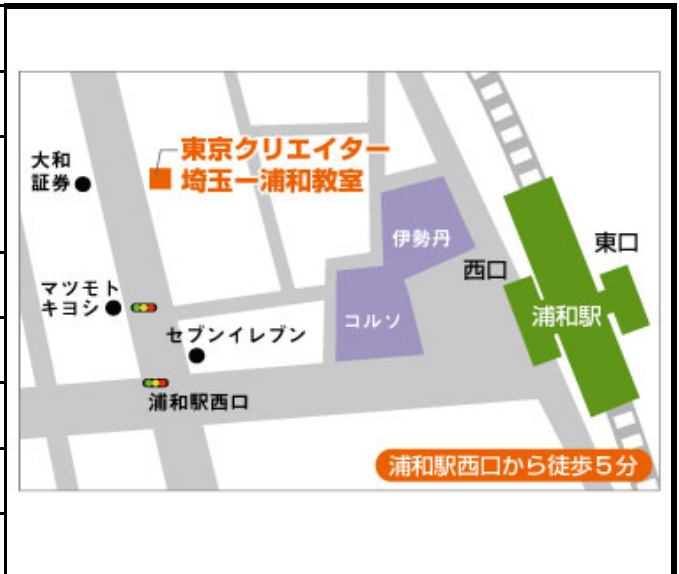 東京クリエイター
埼玉ー浦和教室
大和
証券
伊勢丹
東口
西口
マツモト
キヨシ
浦和駅
コルソ
セブンイレブン
浦和駅西口
浦和駅西口から徒歩5分